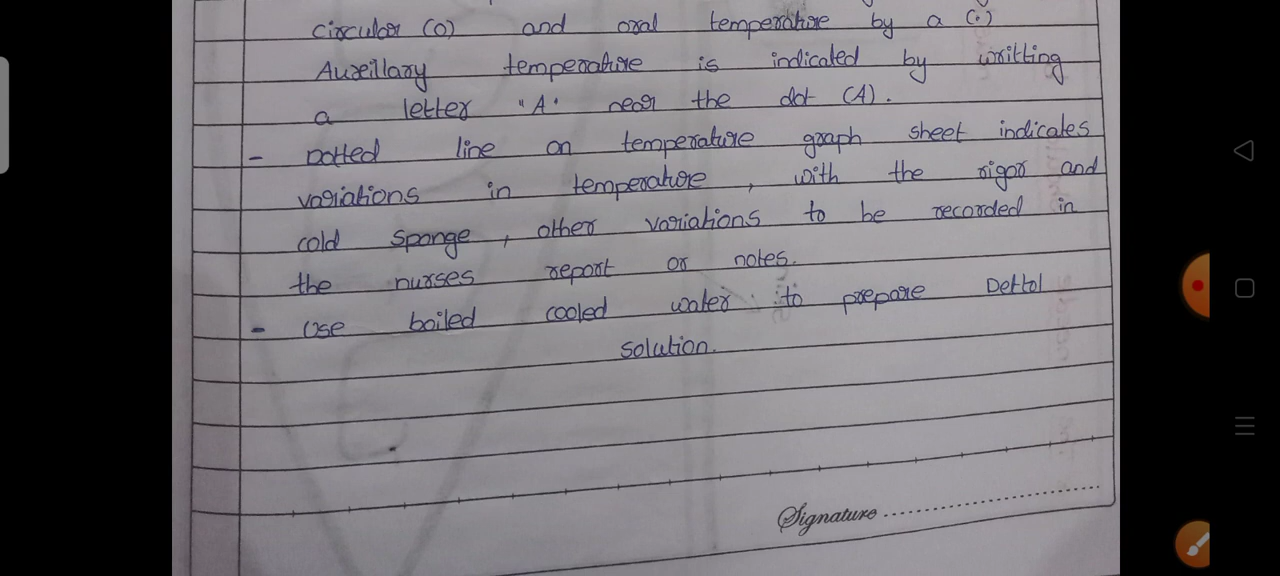 circular (O) and oral temperature by a (.)
Auxillary temperature is indicated by writting
a letter "A" near the dot (A).
- Dotted line on temperature graph sheet indicates
variations in temperature, with the rigor and
cold sponge, other variations to be recorded in
the nurses report or notes.
- Use boiled cooled water to prepare Dettol
solution.
Signature